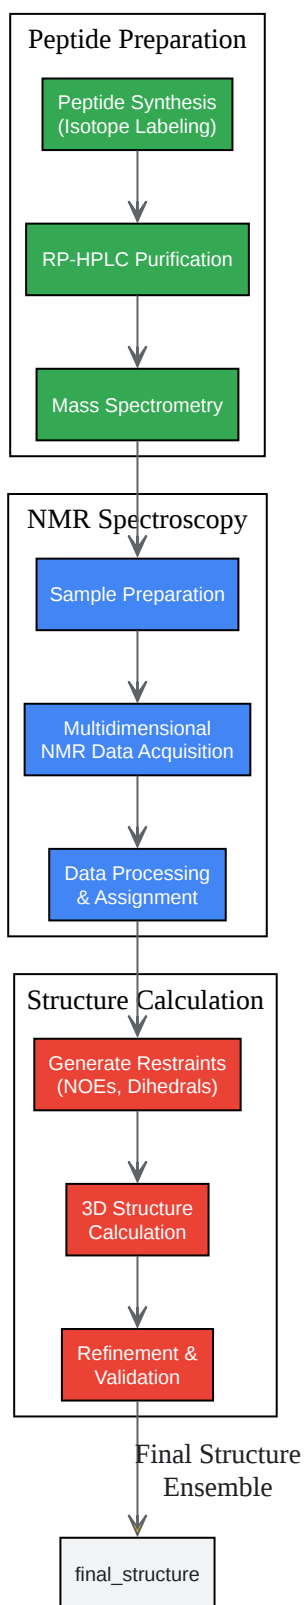 Peptide Preparation
Peptide Synthesis
(Isotope Labeling)
RP-HPLC Purification
Mass Spectrometry
NMR Spectroscopy
Sample Preparation
Multidimensional
NMR Data Acquisition
Data Processing
& Assignment
Structure Calculation
Generate Restraints
(NOEs, Dihedrals)
3D Structure
Calculation
Refinement &
Validation
Final Structure
Ensemble
final_structure